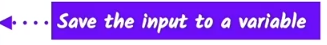 Save the input to a variable